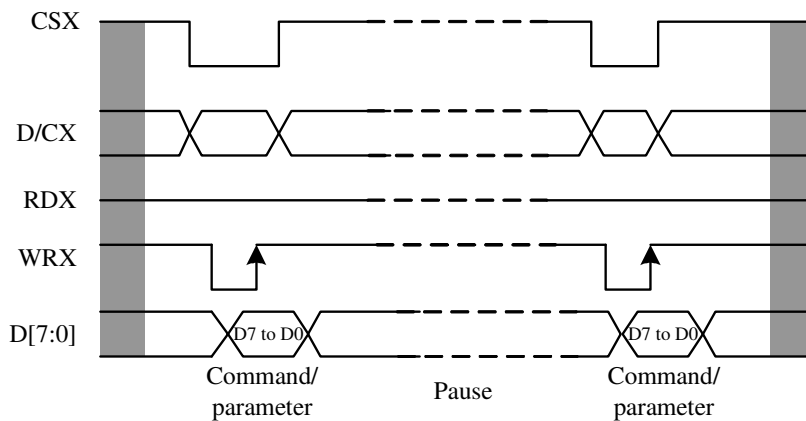 CSX
D/CX
RDX
WRX
D[7:0]
D7 to D0
D7 to D0
Command/
parameter
Pause
Command/
parameter